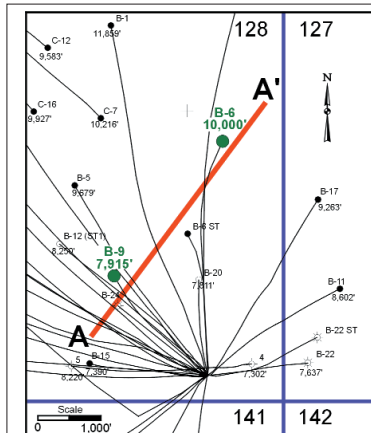 B-1
11,859'
128
127
C-12
9,583'
A'
N
C-16
9,927'
C-7
10,216'
B-6
10,000'
B-5
9,679'
B-17
9,263'
B-12 (ST1)
8,250'
B-6 ST
B-9
7,915'
B-20
7,811'
B-24
B-11
8,602'
A
B-22 ST
5
8,220'
B-15
7,390'
4
7,302'
B-22
7,637'
Scale
0
1,000'
141
142